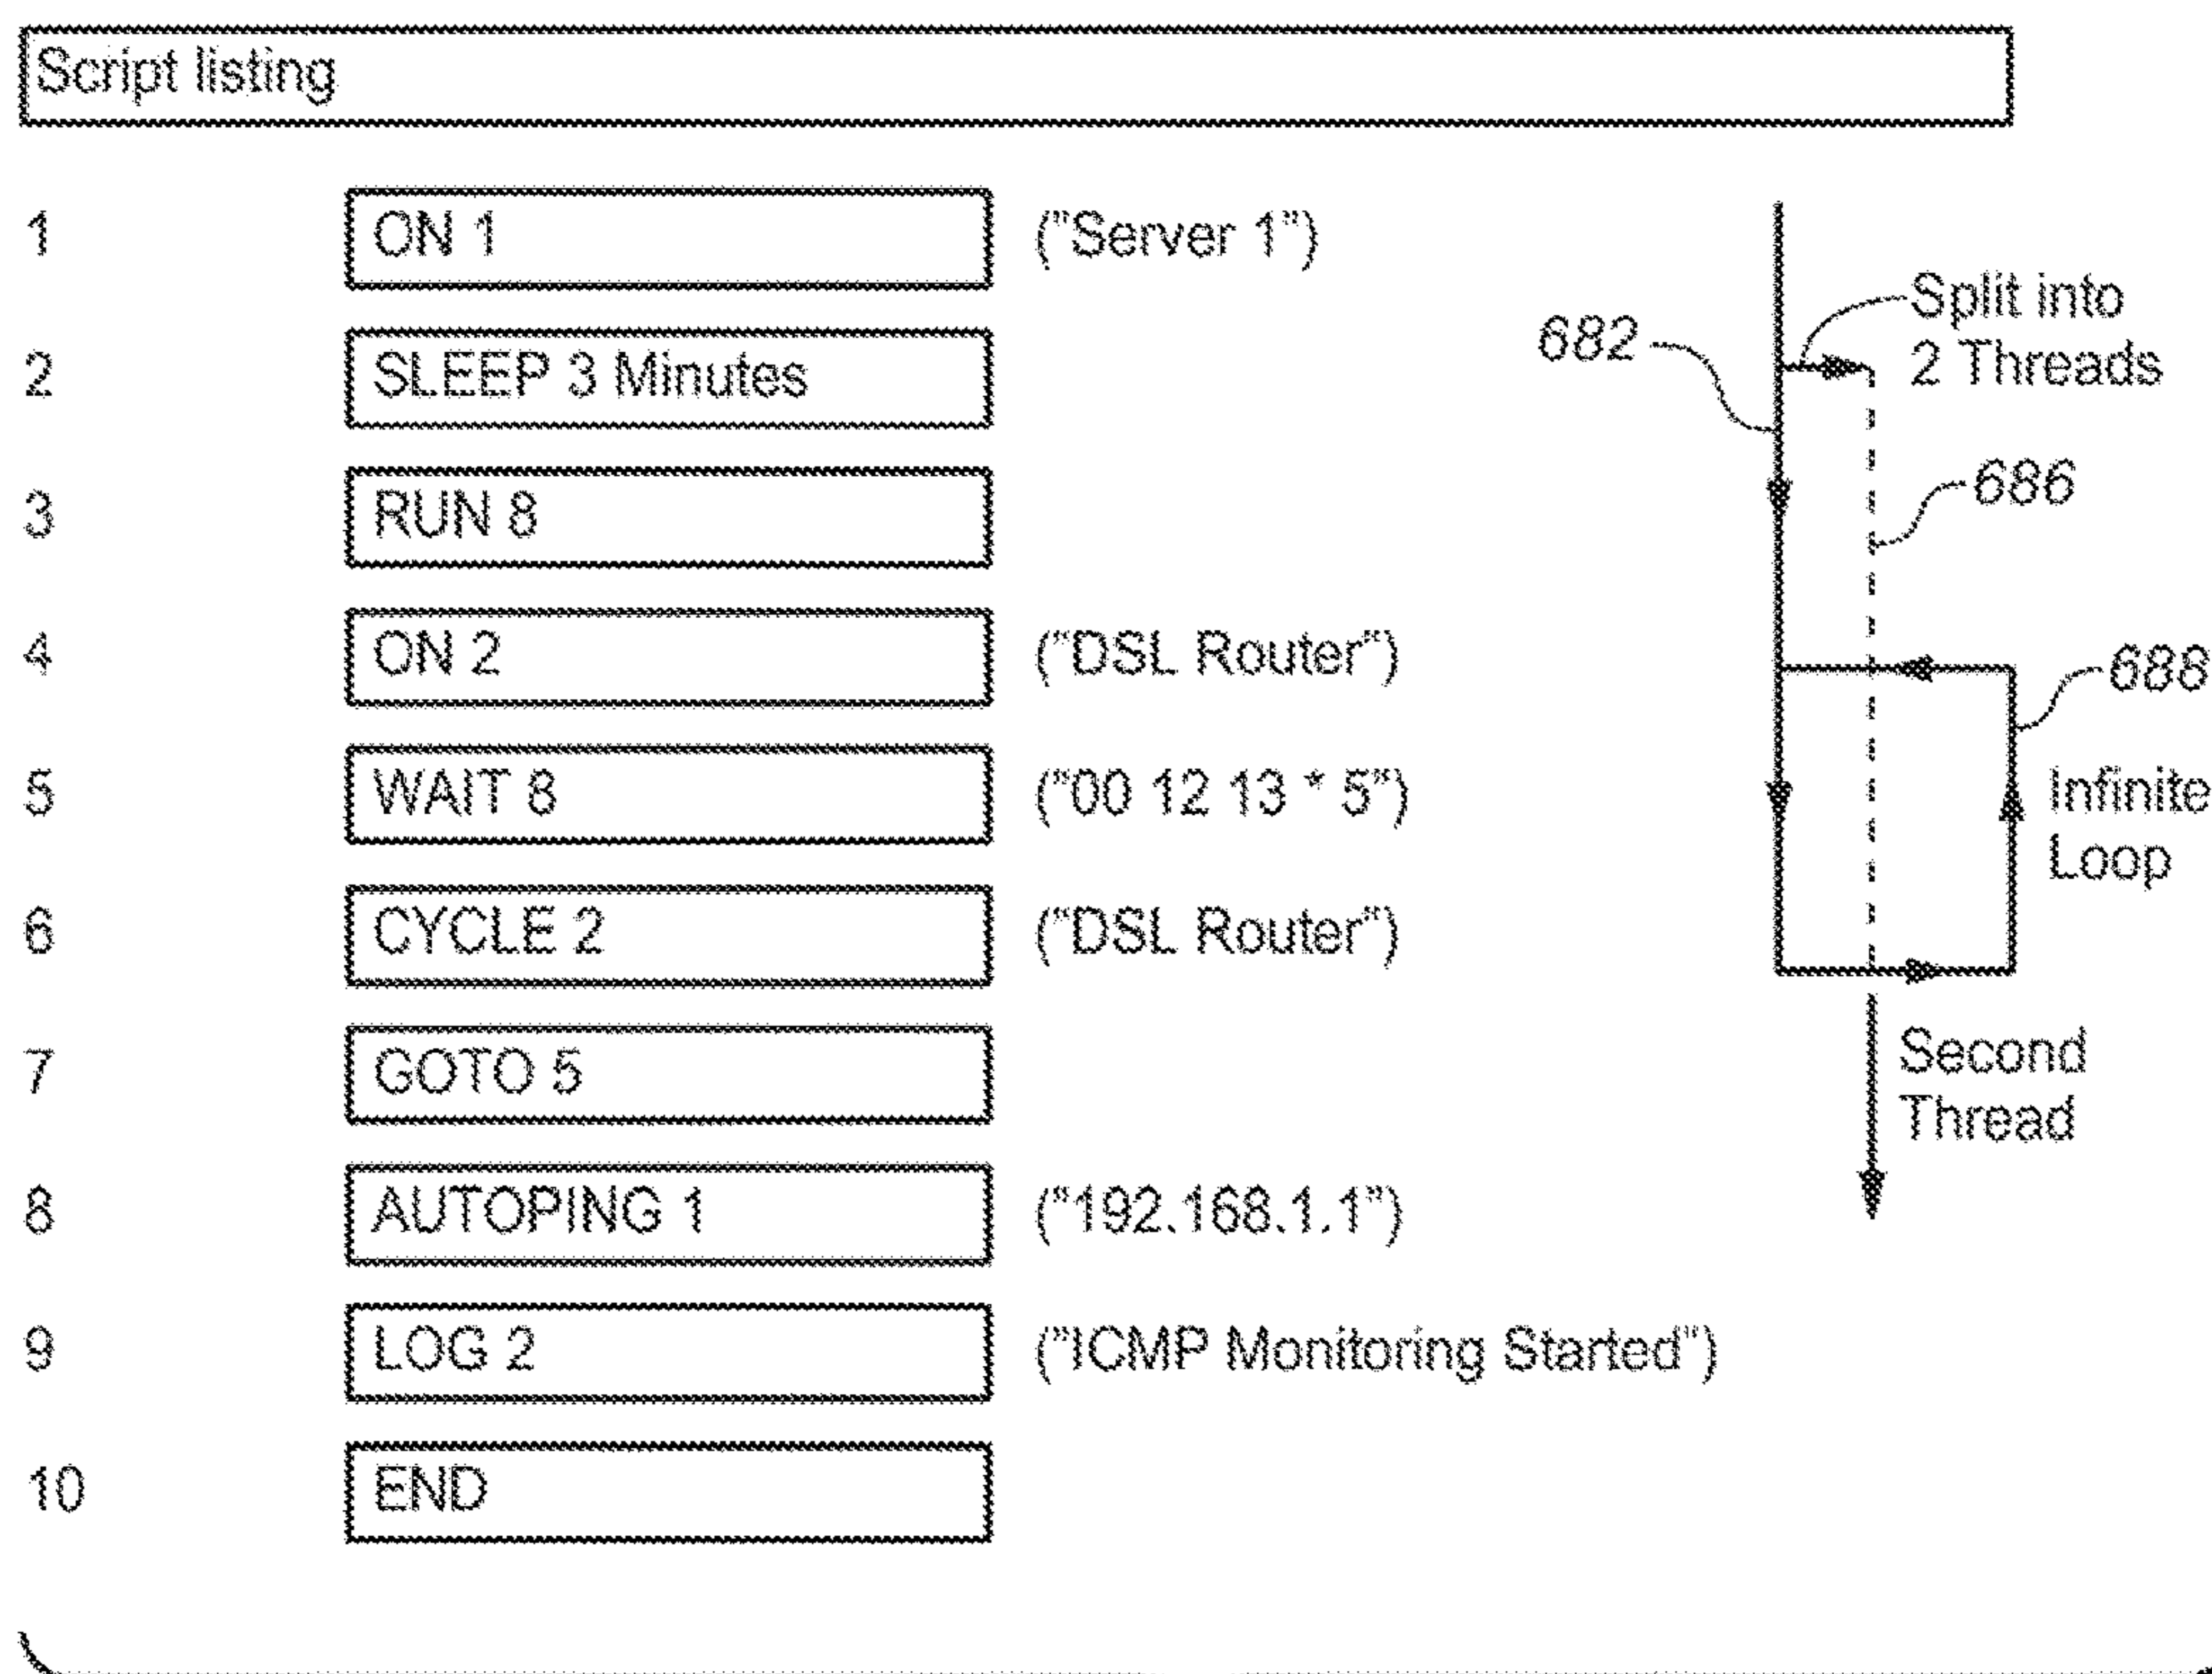 Script listing
1 ON 1 ("Server 1")
Split into
2 Threads
682
2 SLEEP 3 Minutes
3 RUN 8
686
4 ON 2 ("DSL Router")
688
5 WAIT 8 ("00 12 13 * 5")
Infinite
Loop
6 CYCLE 2 ("DSL Router")
7 GOTO 5
Second
Thread
8 AUTOPING 1 ("192.168.1.1")
9 LOG 2 ("ICMP Monitoring Started")
10 END